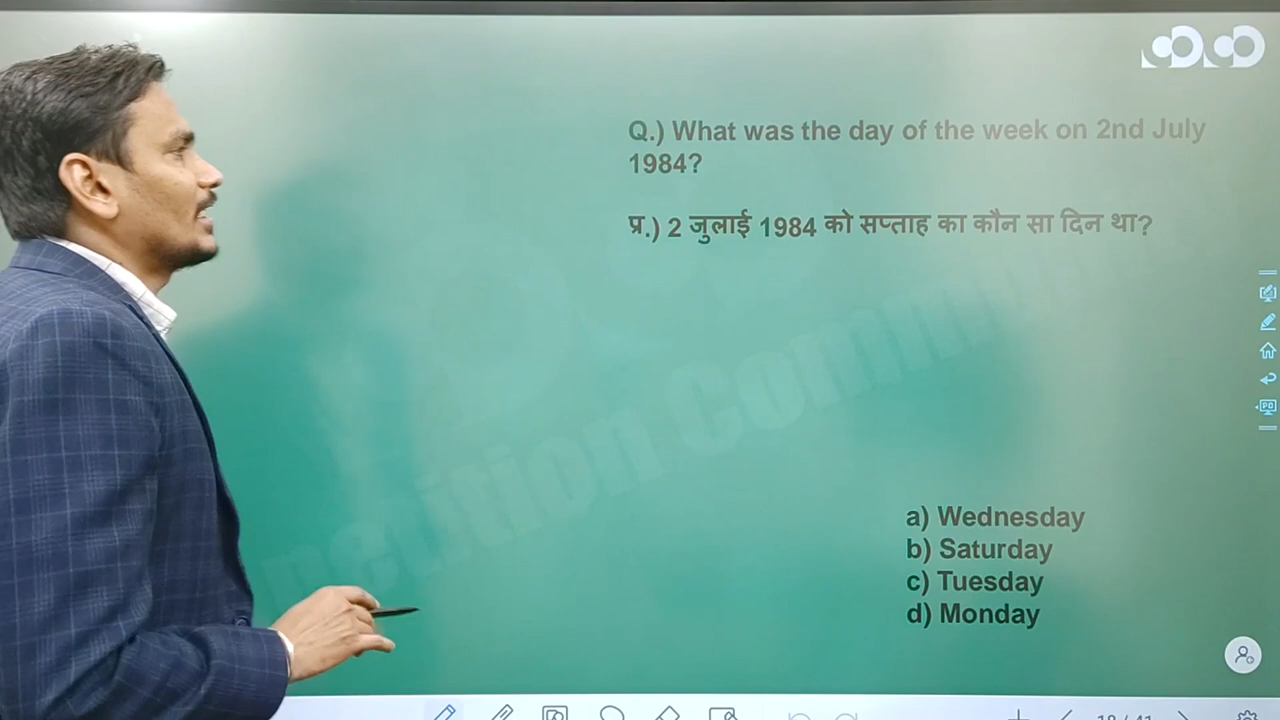 Q.) What was the day of the week on 2nd July
1984?
प्र.) 2 जुलाई 1984 को सप्ताह का कौन सा दिन था?
a) Wednesday
b) Saturday
c) Tuesday
d) Monday